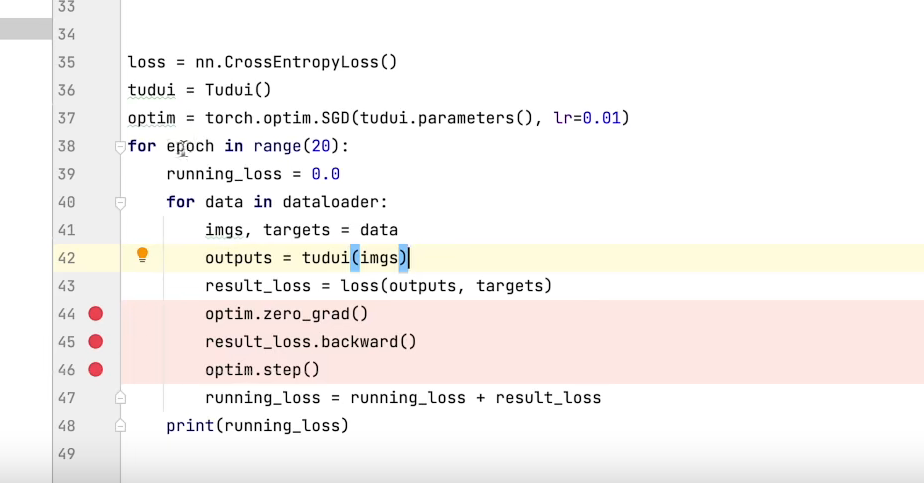 33
34
35 loss = nn.CrossEntropyLoss()
36 tudui = Tudui()
37 optim = torch.optim.SGD(tudui.parameters(), lr=0.01)
38 for epoch in range(20):
39     running_loss = 0.0
40     for data in dataloader:
41         imgs, targets = data
42         outputs = tudui(imgs)
43         result_loss = loss(outputs, targets)
44         optim.zero_grad()
45         result_loss.backward()
46         optim.step()
47         running_loss = running_loss + result_loss
48     print(running_loss)
49